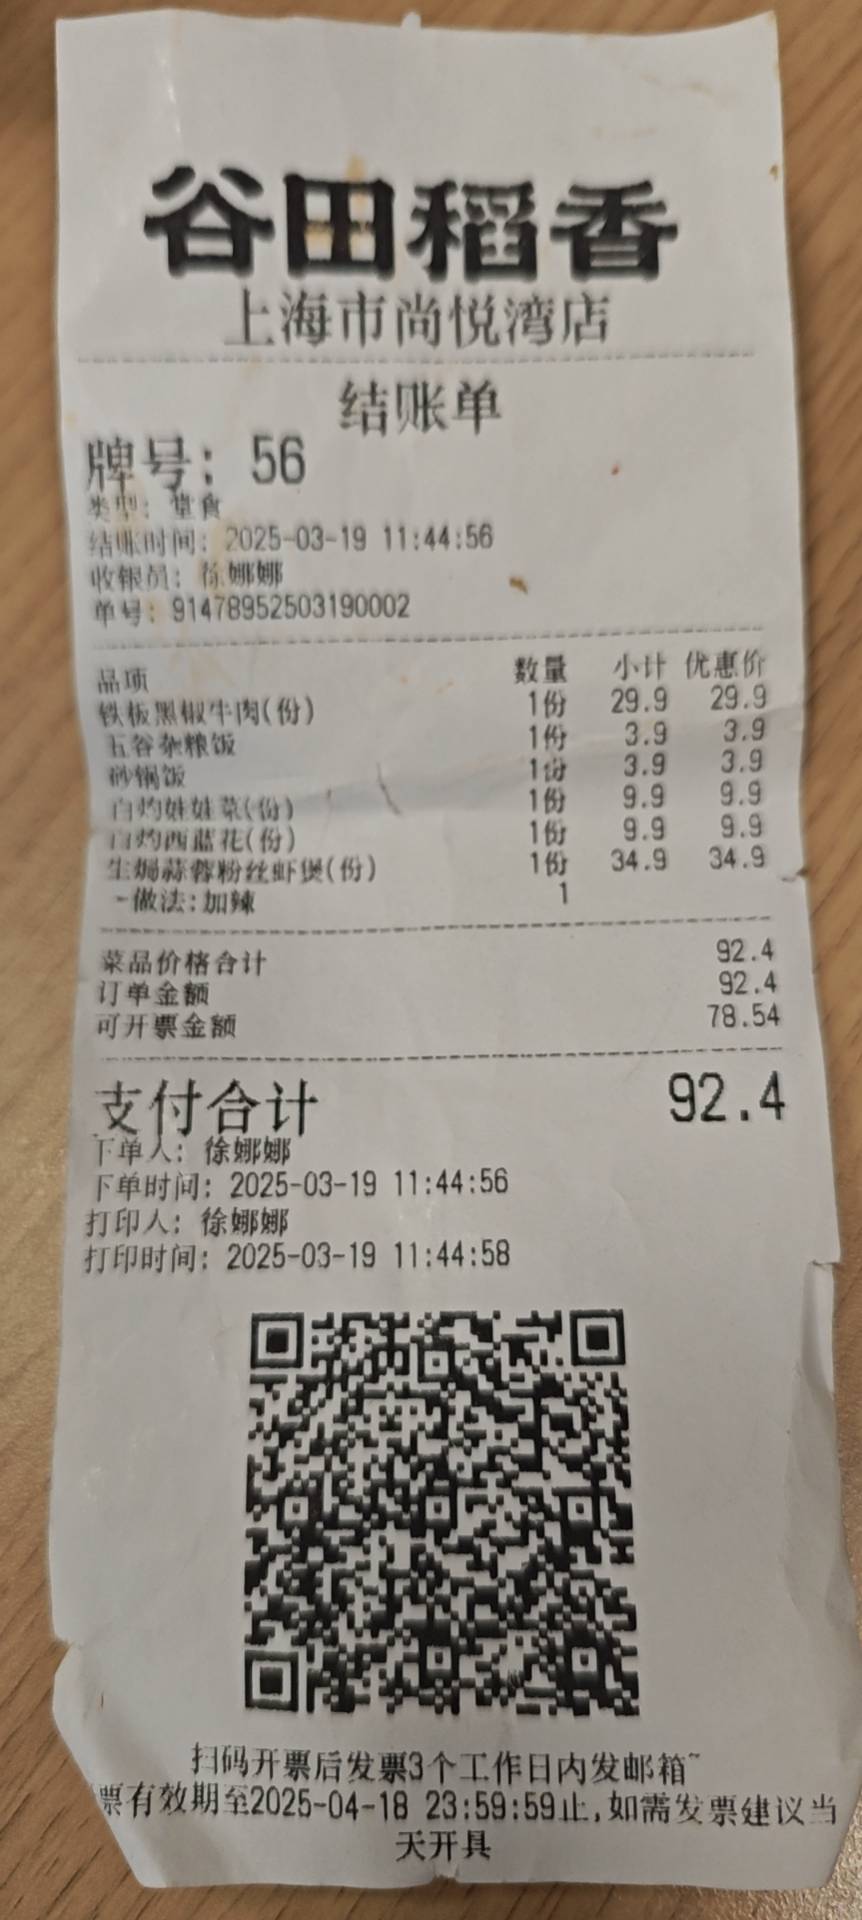 谷田稻香
上海市尚悦湾店
结账单
牌号: 56
类型: 堂食
结账时间: 2025-03-19 11:44:56
收银员: 徐娜娜
单号: 91478952503190002
品项 数量 小计 优惠价
铁板黑椒牛肉(份) 1份 29.9 29.9
五谷杂粮饭 1份 3.9 3.9
砂锅饭 1份 3.9 3.9
白灼娃娃菜(份) 1份 9.9 9.9
白灼西蓝花(份) 1份 9.9 9.9
生焗蒜蓉粉丝虾煲(份) 1份 34.9 34.9
-做法:加辣 1
菜品价格合计 92.4
订单金额 92.4
可开票金额 78.54
支付合计 92.4
下单人: 徐娜娜
下单时间: 2025-03-19 11:44:56
打印人: 徐娜娜
打印时间: 2025-03-19 11:44:58
扫码开票后发票3个工作日内发邮箱~
票有效期至2025-04-18 23:59:59止,如需发票建议当
天开具